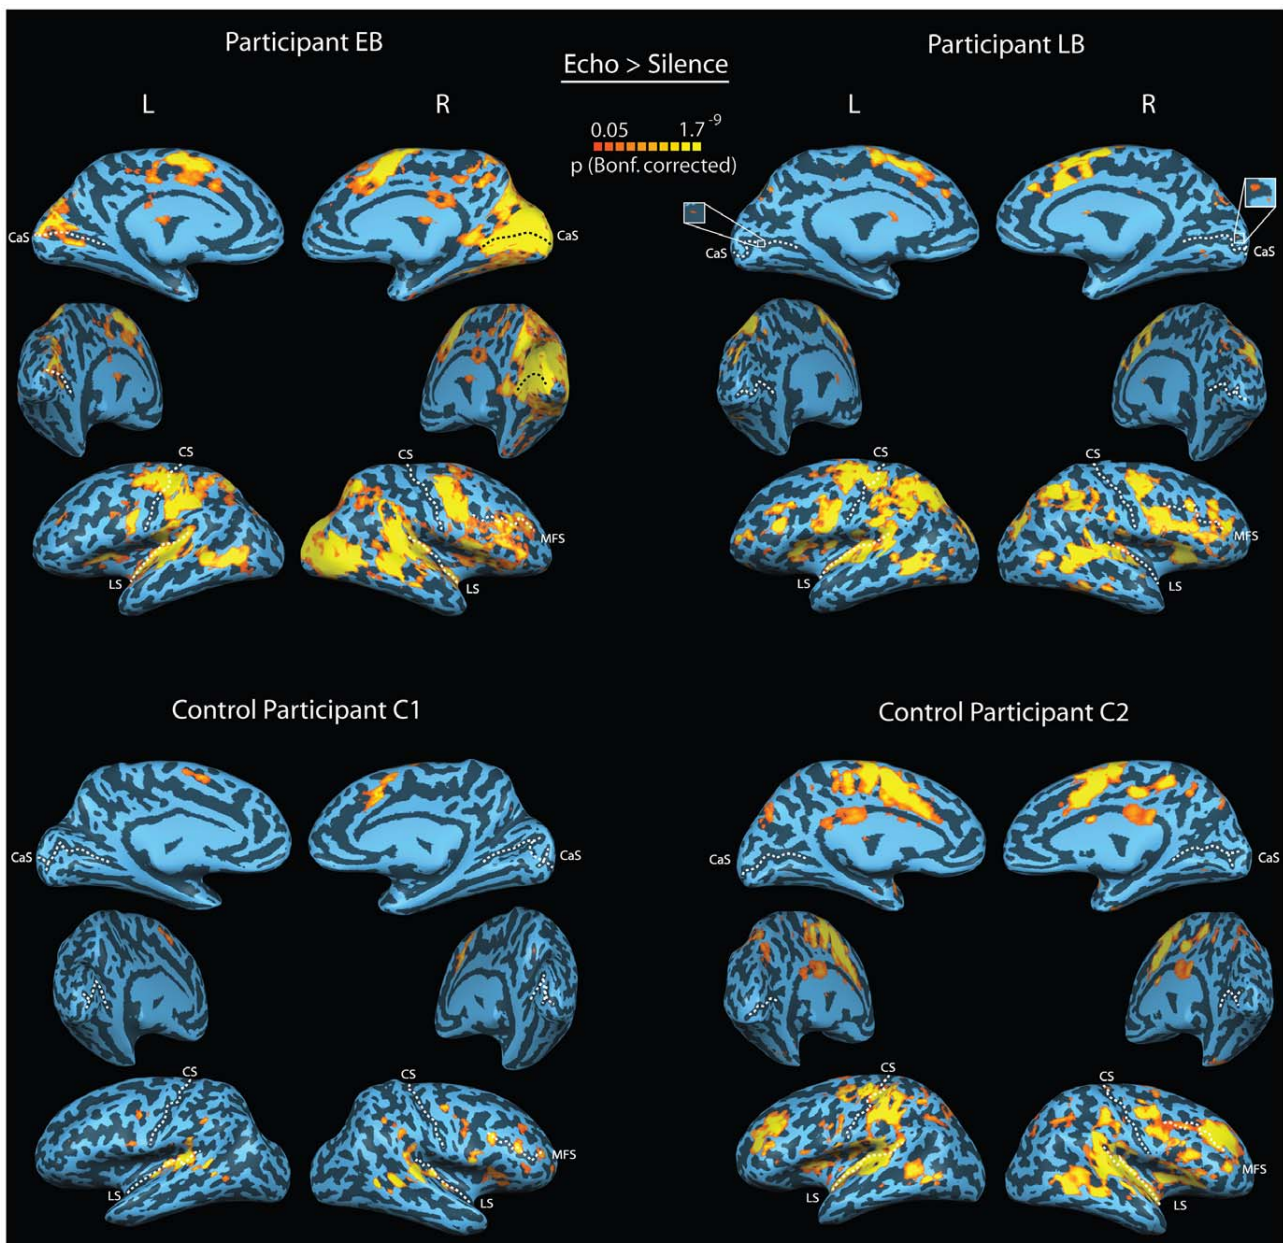 Participant EB
Participant LB
Echo > Silence
L
R
L
R
0.05
1.7-9
p (Bonf. corrected)
CaS
CaS
CaS
CaS
CS
CS
MFS
LS
LS
CS
CS
MFS
LS
LS
Control Participant C1
Control Participant C2
CaS
CaS
CaS
CaS
CS
CS
MFS
LS
LS
CS
CS
MFS
LS
LS